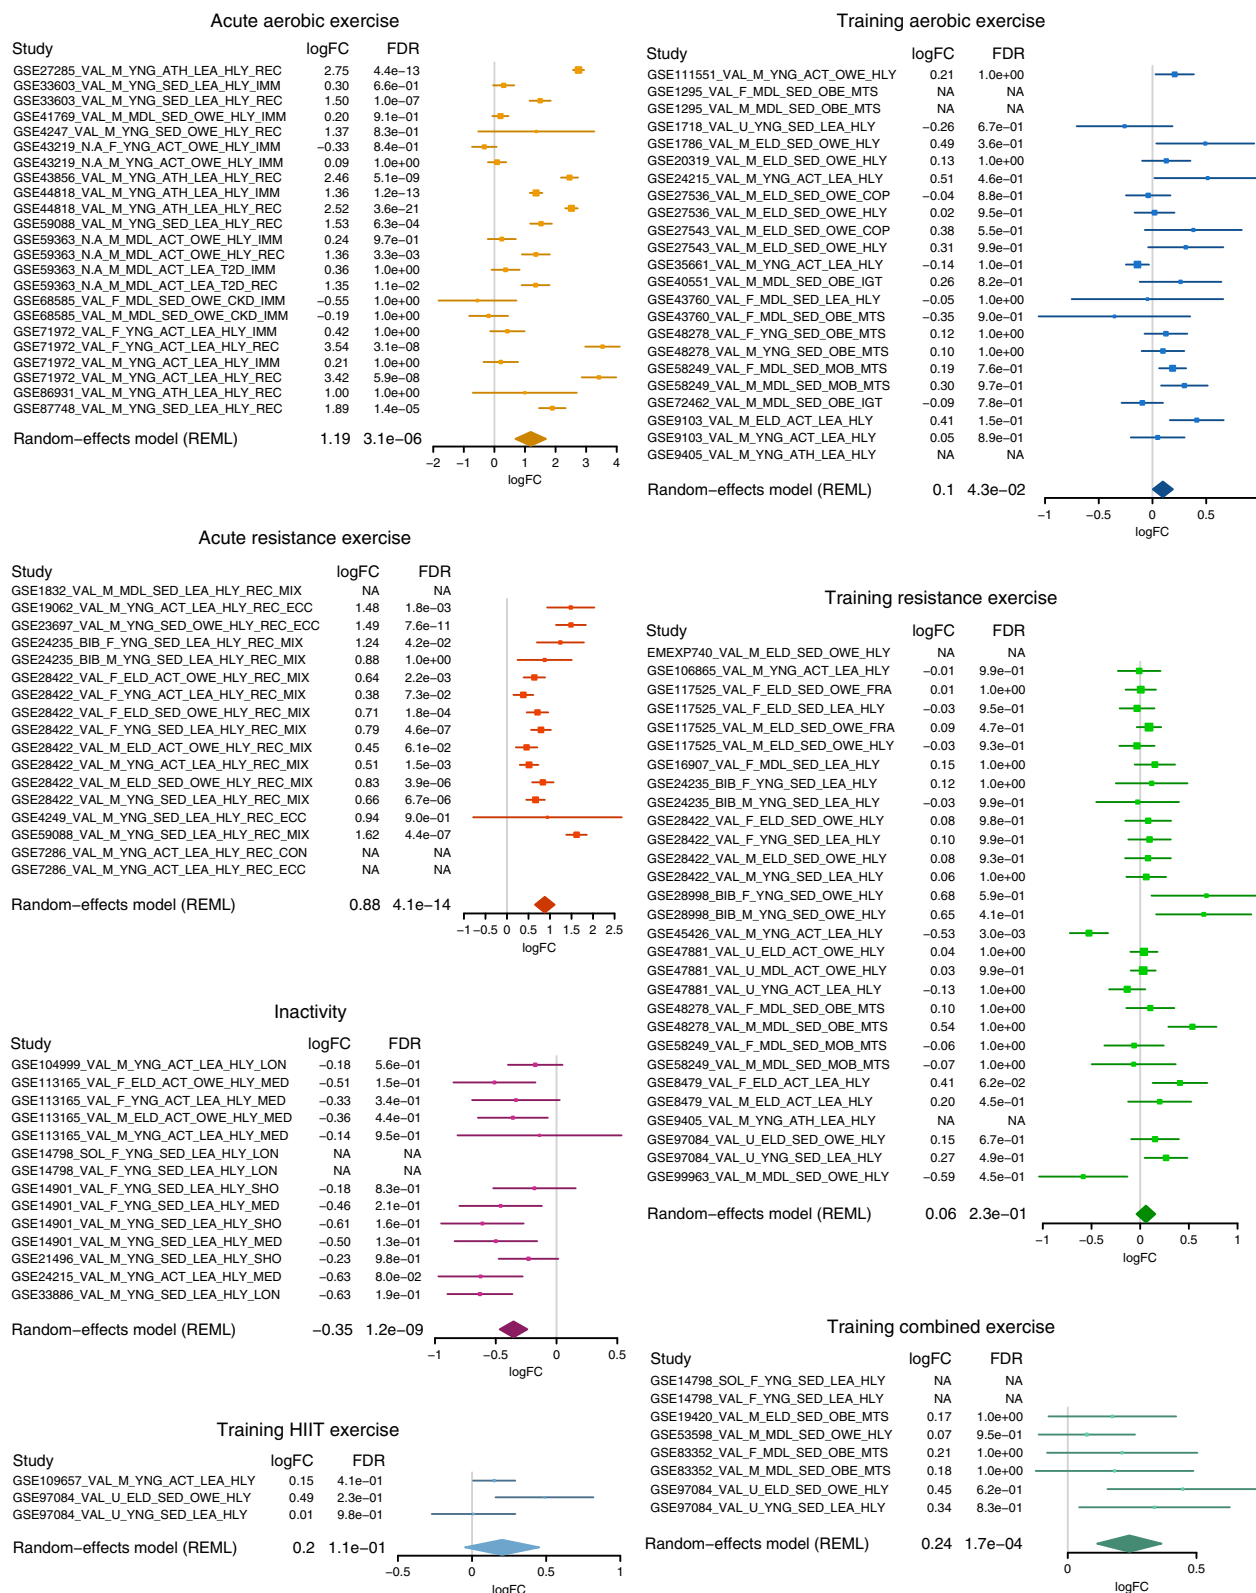 Acute aerobic exercise
Study logFC FDR
GSE27285_VAL_M_YNG_ATH_LEA_HLY_REC 2.75 4.4e−13
GSE33603_VAL_M_YNG_SED_LEA_HLY_IMM 0.30 6.6e−01
GSE33603_VAL_M_YNG_SED_LEA_HLY_REC 1.50 1.0e−07
GSE41769_VAL_M_MDL_SED_OWE_HLY_IMM 0.20 9.1e−01
GSE4247_VAL_M_YNG_SED_OWE_HLY_REC 1.37 8.3e−01
GSE43219_N.A_F_YNG_ACT_OWE_HLY_IMM −0.33 8.4e−01
GSE43219_N.A_M_YNG_ACT_OWE_HLY_IMM 0.09 1.0e+00
GSE43856_VAL_M_YNG_ATH_LEA_HLY_REC 2.46 5.1e−09
GSE44818_VAL_M_YNG_ATH_LEA_HLY_IMM 1.36 1.2e−13
GSE44818_VAL_M_YNG_ATH_LEA_HLY_REC 2.52 3.6e−21
GSE59088_VAL_M_YNG_SED_LEA_HLY_REC 1.53 6.3e−04
GSE59363_N.A_M_MDL_ACT_OWE_HLY_IMM 0.24 9.7e−01
GSE59363_N.A_M_MDL_ACT_OWE_HLY_REC 1.36 3.3e−03
GSE59363_N.A_M_MDL_ACT_LEA_T2D_IMM 0.36 1.0e+00
GSE59363_N.A_M_MDL_ACT_LEA_T2D_REC 1.35 1.1e−02
GSE68585_VAL_F_MDL_SED_OWE_CKD_IMM −0.55 1.0e+00
GSE68585_VAL_M_MDL_SED_OWE_CKD_IMM −0.19 1.0e+00
GSE71972_VAL_F_YNG_ACT_LEA_HLY_IMM 0.42 1.0e+00
GSE71972_VAL_F_YNG_ACT_LEA_HLY_REC 3.54 3.1e−08
GSE71972_VAL_M_YNG_ACT_LEA_HLY_IMM 0.21 1.0e+00
GSE71972_VAL_M_YNG_ACT_LEA_HLY_REC 3.42 5.9e−08
GSE86931_VAL_M_YNG_ATH_LEA_HLY_REC 1.00 1.0e+00
GSE87748_VAL_M_YNG_SED_LEA_HLY_REC 1.89 1.4e−05
Random−effects model (REML) 1.19 3.1e−06
−2 −1 0 1 2 3 4
logFC
Acute resistance exercise
Study logFC FDR
GSE1832_VAL_M_MDL_SED_LEA_HLY_REC_MIX NA NA
GSE19062_VAL_M_YNG_ACT_LEA_HLY_REC_ECC 1.48 1.8e−03
GSE23697_VAL_M_YNG_SED_OWE_HLY_REC_ECC 1.49 7.6e−11
GSE24235_BIB_F_YNG_SED_LEA_HLY_REC_MIX 1.24 4.2e−02
GSE24235_BIB_M_YNG_SED_LEA_HLY_REC_MIX 0.88 1.0e+00
GSE28422_VAL_F_ELD_ACT_OWE_HLY_REC_MIX 0.64 2.2e−03
GSE28422_VAL_F_YNG_ACT_LEA_HLY_REC_MIX 0.38 7.3e−02
GSE28422_VAL_F_ELD_SED_OWE_HLY_REC_MIX 0.71 1.8e−04
GSE28422_VAL_F_YNG_SED_LEA_HLY_REC_MIX 0.79 4.6e−07
GSE28422_VAL_M_ELD_ACT_OWE_HLY_REC_MIX 0.45 6.1e−02
GSE28422_VAL_M_YNG_ACT_LEA_HLY_REC_MIX 0.51 1.5e−03
GSE28422_VAL_M_ELD_SED_OWE_HLY_REC_MIX 0.83 3.9e−06
GSE28422_VAL_M_YNG_SED_LEA_HLY_REC_MIX 0.66 6.7e−06
GSE4249_VAL_M_YNG_SED_LEA_HLY_REC_ECC 0.94 9.0e−01
GSE59088_VAL_M_YNG_SED_LEA_HLY_REC_MIX 1.62 4.4e−07
GSE7286_VAL_M_YNG_ACT_LEA_HLY_REC_CON NA NA
GSE7286_VAL_M_YNG_ACT_LEA_HLY_REC_ECC NA NA
Random−effects model (REML) 0.88 4.1e−14
−1 −0.5 0 0.5 1 1.5 2 2.5
logFC
Inactivity
Study logFC FDR
GSE104999_VAL_M_YNG_ACT_LEA_HLY_LON −0.18 5.6e−01
GSE113165_VAL_F_ELD_ACT_OWE_HLY_MED −0.51 1.5e−01
GSE113165_VAL_F_YNG_ACT_LEA_HLY_MED −0.33 3.4e−01
GSE113165_VAL_M_ELD_ACT_OWE_HLY_MED −0.36 4.4e−01
GSE113165_VAL_M_YNG_ACT_LEA_HLY_MED −0.14 9.5e−01
GSE14798_SOL_F_YNG_SED_LEA_HLY_LON NA NA
GSE14798_VAL_F_YNG_SED_LEA_HLY_LON NA NA
GSE14901_VAL_F_YNG_SED_LEA_HLY_SHO −0.18 8.3e−01
GSE14901_VAL_F_YNG_SED_LEA_HLY_MED −0.46 2.1e−01
GSE14901_VAL_M_YNG_SED_LEA_HLY_SHO −0.61 1.6e−01
GSE14901_VAL_M_YNG_SED_LEA_HLY_MED −0.50 1.3e−01
GSE21496_VAL_M_YNG_SED_LEA_HLY_SHO −0.23 9.8e−01
GSE24215_VAL_M_YNG_ACT_LEA_HLY_MED −0.63 8.0e−02
GSE33886_VAL_M_YNG_SED_LEA_HLY_LON −0.63 1.9e−01
Random−effects model (REML) −0.35 1.2e−09
−1 −0.5 0 0.5
logFC
Training HIIT exercise
Study logFC FDR
GSE109657_VAL_M_YNG_ACT_LEA_HLY 0.15 4.1e−01
GSE97084_VAL_U_ELD_SED_OWE_HLY 0.49 2.3e−01
GSE97084_VAL_U_YNG_SED_LEA_HLY 0.01 9.8e−01
Random−effects model (REML) 0.2 1.1e−01
−0.5 0 0.5 1
logFC
Training aerobic exercise
Study logFC FDR
GSE111551_VAL_M_YNG_ACT_OWE_HLY 0.21 1.0e+00
GSE1295_VAL_F_MDL_SED_OBE_MTS NA NA
GSE1295_VAL_M_MDL_SED_OBE_MTS NA NA
GSE1718_VAL_U_YNG_SED_LEA_HLY −0.26 6.7e−01
GSE1786_VAL_M_ELD_SED_OWE_HLY 0.49 3.6e−01
GSE20319_VAL_M_ELD_SED_OWE_HLY 0.13 1.0e+00
GSE24215_VAL_M_YNG_ACT_LEA_HLY 0.51 4.6e−01
GSE27536_VAL_M_ELD_SED_OWE_COP −0.04 8.8e−01
GSE27536_VAL_M_ELD_SED_OWE_HLY 0.02 9.5e−01
GSE27543_VAL_M_ELD_SED_OWE_COP 0.38 5.5e−01
GSE27543_VAL_M_ELD_SED_OWE_HLY 0.31 9.9e−01
GSE35661_VAL_M_YNG_ACT_LEA_HLY −0.14 1.0e−01
GSE40551_VAL_M_MDL_SED_OBE_IGT 0.26 8.2e−01
GSE43760_VAL_F_MDL_SED_LEA_HLY −0.05 1.0e+00
GSE43760_VAL_F_MDL_SED_OBE_MTS −0.35 9.0e−01
GSE48278_VAL_F_YNG_SED_OBE_MTS 0.12 1.0e+00
GSE48278_VAL_M_YNG_SED_OBE_MTS 0.10 1.0e+00
GSE58249_VAL_F_MDL_SED_MOB_MTS 0.19 7.6e−01
GSE58249_VAL_M_MDL_SED_MOB_MTS 0.30 9.7e−01
GSE72462_VAL_M_MDL_SED_OBE_IGT −0.09 7.8e−01
GSE9103_VAL_M_ELD_ACT_LEA_HLY 0.41 1.5e−01
GSE9103_VAL_M_YNG_ACT_LEA_HLY 0.05 8.9e−01
GSE9405_VAL_M_YNG_ATH_LEA_HLY NA NA
Random−effects model (REML) 0.1 4.3e−02
−1 −0.5 0 0.5
logFC
Training resistance exercise
Study logFC FDR
EMEXP740_VAL_M_ELD_SED_OWE_HLY NA NA
GSE106865_VAL_M_YNG_ACT_LEA_HLY −0.01 9.9e−01
GSE117525_VAL_F_ELD_SED_OWE_FRA 0.01 1.0e+00
GSE117525_VAL_F_ELD_SED_LEA_HLY −0.03 9.5e−01
GSE117525_VAL_M_ELD_SED_OWE_FRA 0.09 4.7e−01
GSE117525_VAL_M_ELD_SED_OWE_HLY −0.03 9.3e−01
GSE16907_VAL_F_MDL_SED_LEA_HLY 0.15 1.0e+00
GSE24235_BIB_F_YNG_SED_LEA_HLY 0.12 1.0e+00
GSE24235_BIB_M_YNG_SED_LEA_HLY −0.03 9.9e−01
GSE28422_VAL_F_ELD_SED_OWE_HLY 0.08 9.8e−01
GSE28422_VAL_F_YNG_SED_LEA_HLY 0.10 9.9e−01
GSE28422_VAL_M_ELD_SED_OWE_HLY 0.08 9.3e−01
GSE28422_VAL_M_YNG_SED_LEA_HLY 0.06 1.0e+00
GSE28998_BIB_F_YNG_SED_OWE_HLY 0.68 5.9e−01
GSE28998_BIB_M_YNG_SED_OWE_HLY 0.65 4.1e−01
GSE45426_VAL_M_YNG_ACT_LEA_HLY −0.53 3.0e−03
GSE47881_VAL_U_ELD_ACT_OWE_HLY 0.04 1.0e+00
GSE47881_VAL_U_MDL_ACT_OWE_HLY 0.03 9.9e−01
GSE47881_VAL_U_YNG_ACT_LEA_HLY −0.13 1.0e+00
GSE48278_VAL_F_MDL_SED_OBE_MTS 0.10 1.0e+00
GSE48278_VAL_M_MDL_SED_OBE_MTS 0.54 1.0e+00
GSE58249_VAL_F_MDL_SED_MOB_MTS −0.06 1.0e+00
GSE58249_VAL_M_MDL_SED_MOB_MTS −0.07 1.0e+00
GSE8479_VAL_F_ELD_ACT_LEA_HLY 0.41 6.2e−02
GSE8479_VAL_M_ELD_ACT_LEA_HLY 0.20 4.5e−01
GSE9405_VAL_M_YNG_ATH_LEA_HLY NA NA
GSE97084_VAL_U_ELD_SED_OWE_HLY 0.15 6.7e−01
GSE97084_VAL_U_YNG_SED_LEA_HLY 0.27 4.9e−01
GSE99963_VAL_M_MDL_SED_OWE_HLY −0.59 4.5e−01
Random−effects model (REML) 0.06 2.3e−01
−1 −0.5 0 0.5 1
logFC
Training combined exercise
Study logFC FDR
GSE14798_SOL_F_YNG_SED_LEA_HLY NA NA
GSE14798_VAL_F_YNG_SED_LEA_HLY NA NA
GSE19420_VAL_M_ELD_SED_OBE_MTS 0.17 1.0e+00
GSE53598_VAL_M_MDL_SED_OWE_HLY 0.07 9.5e−01
GSE83352_VAL_F_MDL_SED_OBE_MTS 0.21 1.0e+00
GSE83352_VAL_M_MDL_SED_OBE_MTS 0.18 1.0e+00
GSE97084_VAL_U_ELD_SED_OWE_HLY 0.45 6.2e−01
GSE97084_VAL_U_YNG_SED_LEA_HLY 0.34 8.3e−01
Random−effects model (REML) 0.24 1.7e−04
0 0.5
logFC